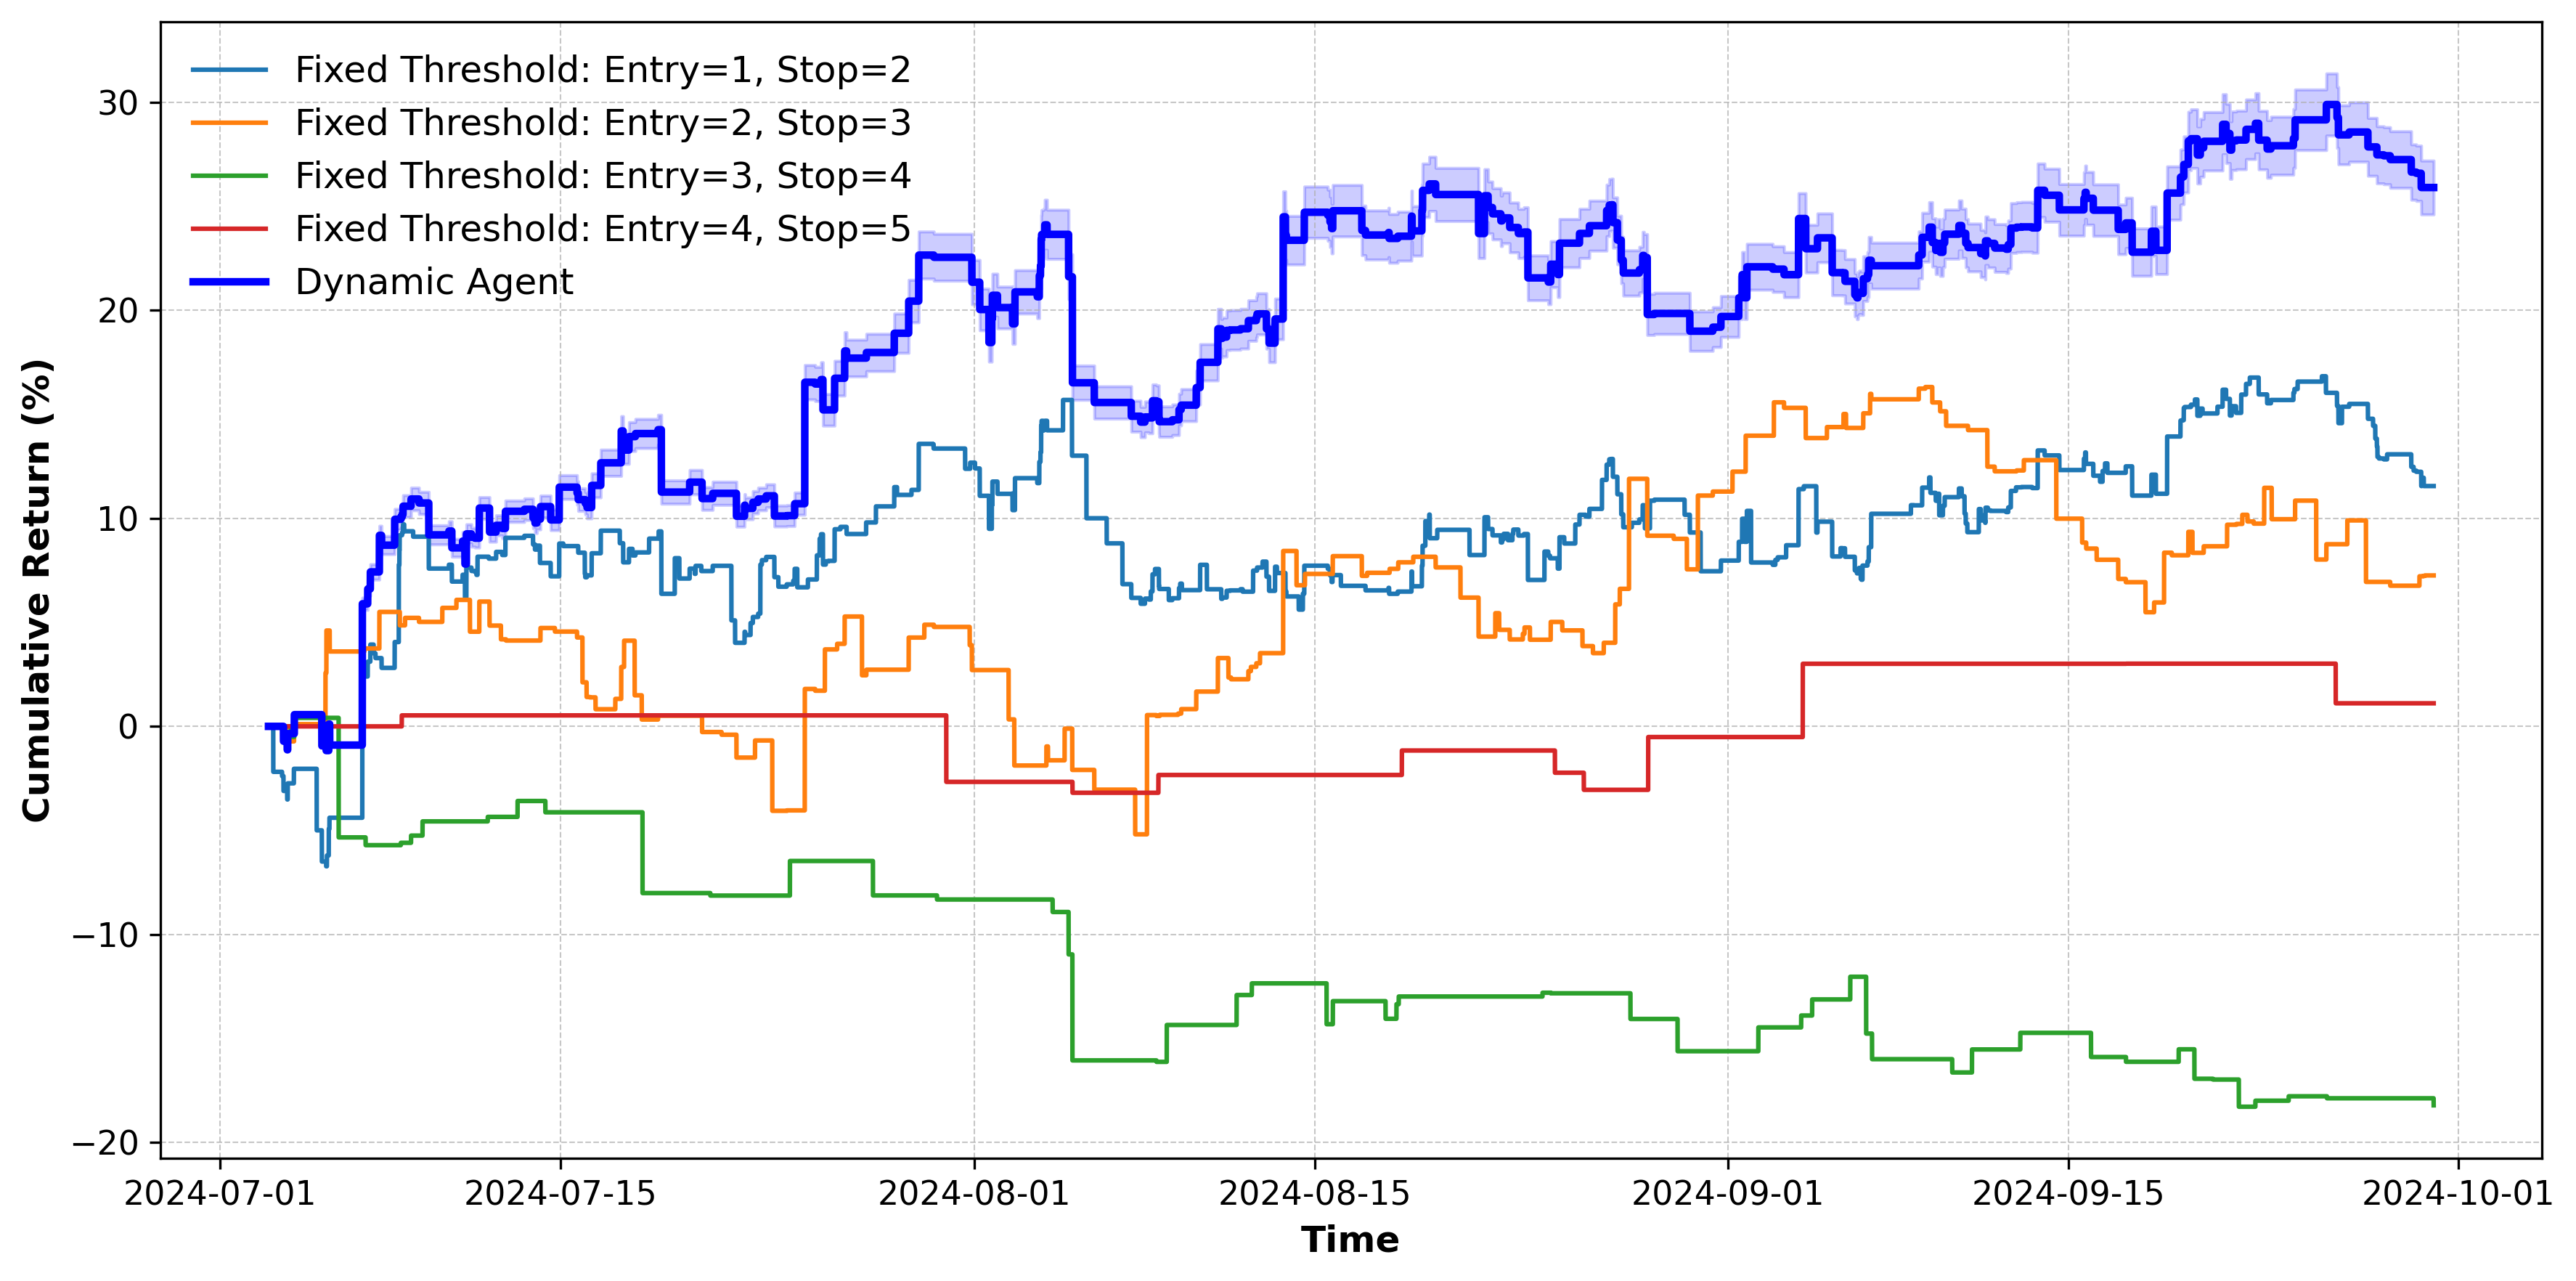 Fixed Threshold: Entry=1, Stop=2
Fixed Threshold: Entry=2, Stop=3
Fixed Threshold: Entry=3, Stop=4
Fixed Threshold: Entry=4, Stop=5
Dynamic Agent
Cumulative Return (%)
30
20
10
0
−10
−20
2024-07-01 2024-07-15 2024-08-01 2024-08-15 2024-09-01 2024-09-15 2024-10-01
Time